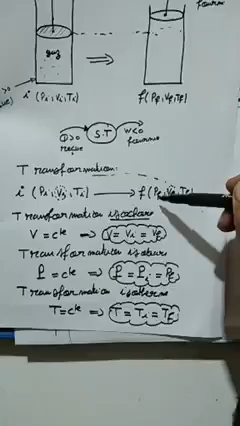 gaz
i (Pi, Vi, Ti)
f (Pf, Vf, Tf)
fournie
Q>0
reçue
S.T
W<0
fournie
Transformation
i (Pi, Vi, Ti) → f (Pf, Vf, Tf)
Transformation isochore
V = cte ⇒ V = Vi = Vf
Transformation
P = cte ⇒ P = Pi = Pf
Transformation isotherme
T = cte ⇒ T = Ti = Tf